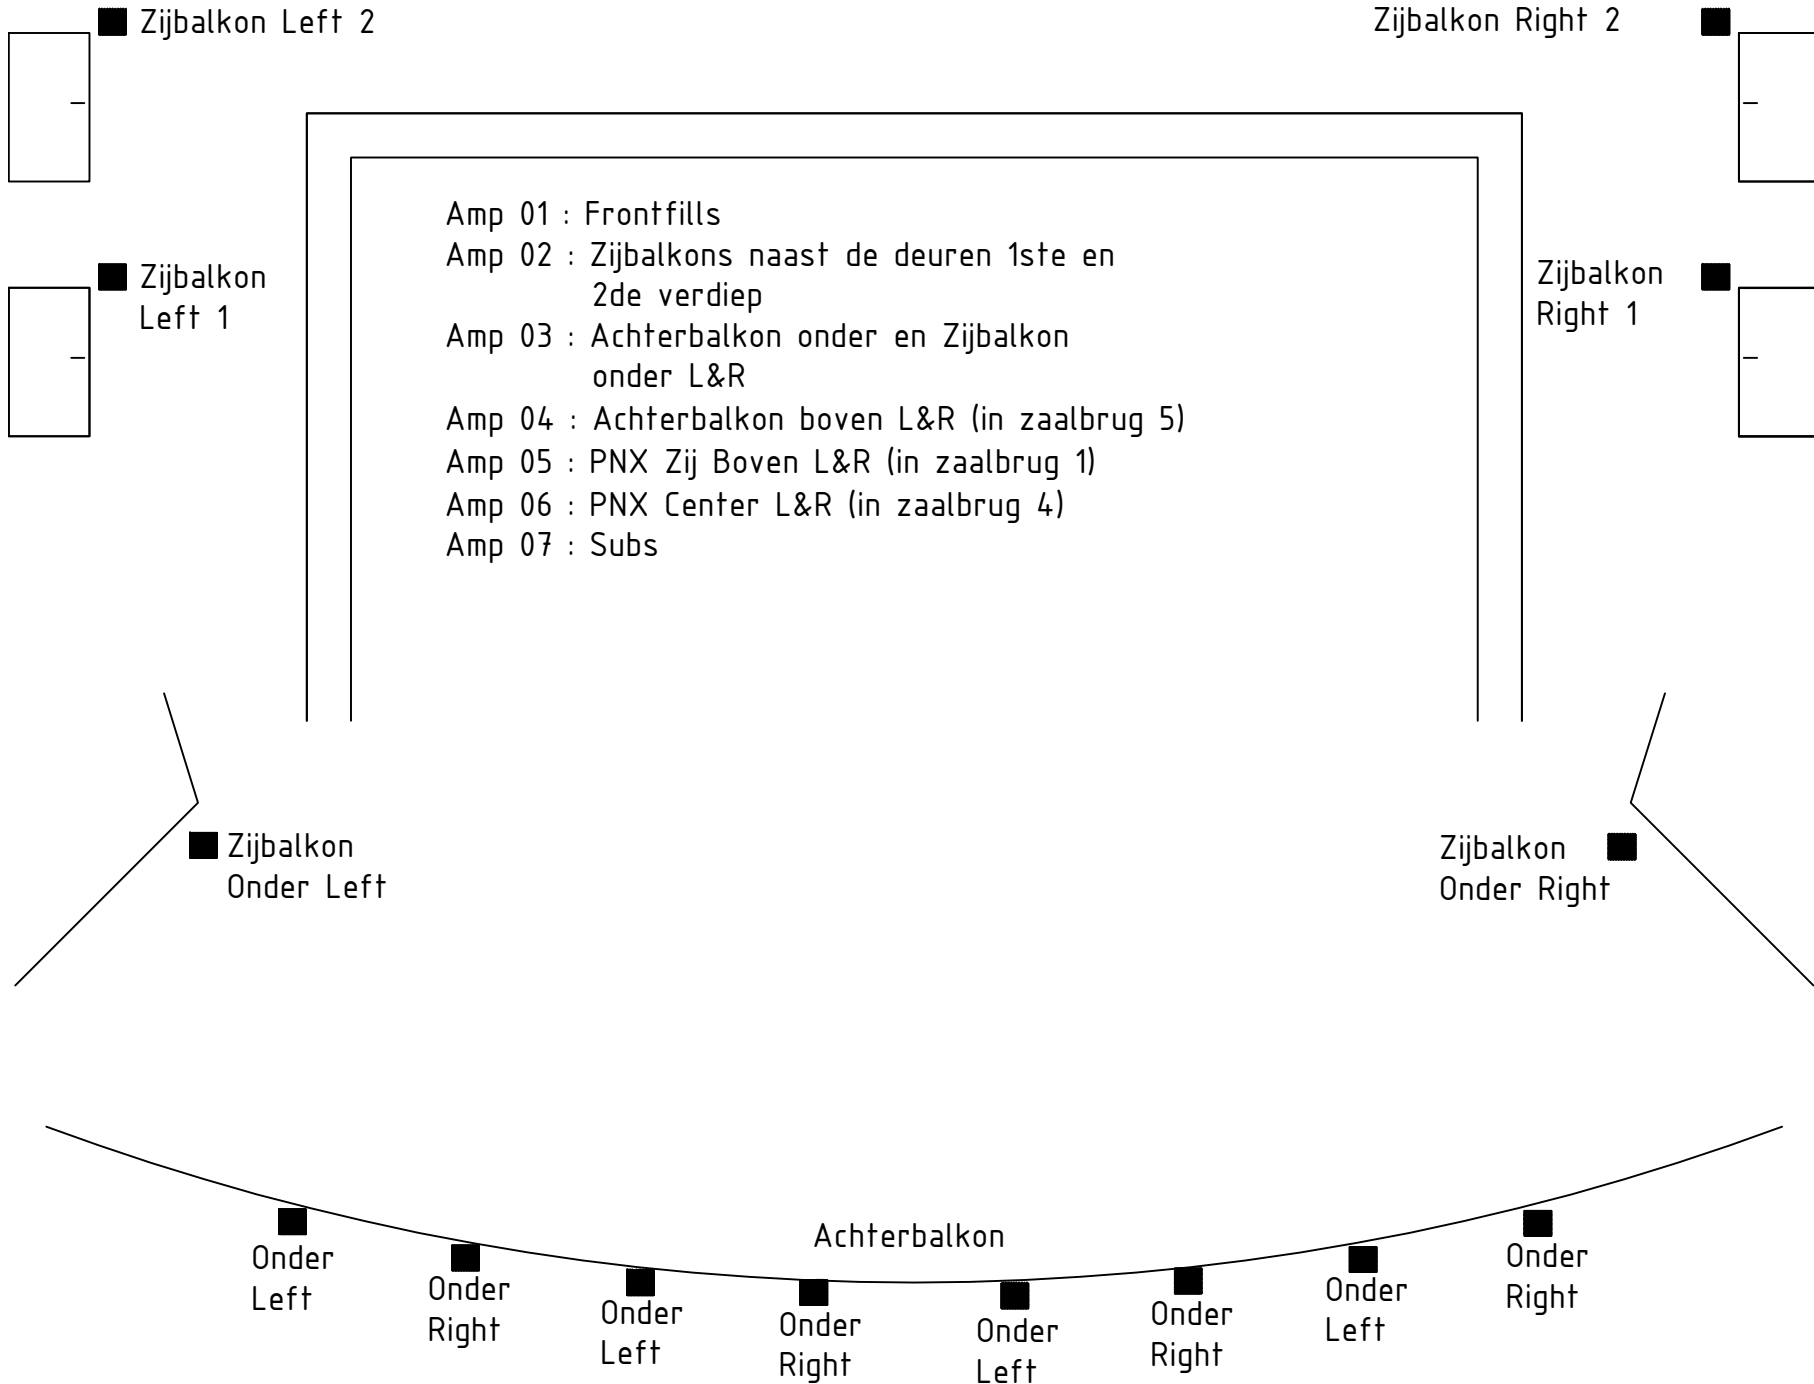 Zijbalkon Left 2
Zijbalkon Right 2
Amp 01 : Frontfills
Amp 02 : Zijbalkons naast de deuren 1ste en
2de verdiep
Amp 03 : Achterbalkon onder en Zijbalkon
onder L&R
Amp 04 : Achterbalkon boven L&R (in zaalbrug 5)
Amp 05 : PNX Zij Boven L&R (in zaalbrug 1)
Amp 06 : PNX Center L&R (in zaalbrug 4)
Amp 07 : Subs
Zijbalkon
Left 1
Zijbalkon
Right 1
Zijbalkon
Onder Left
Zijbalkon
Onder Right
Achterbalkon
Onder
Left
Onder
Right
Onder
Left
Onder
Right
Onder
Left
Onder
Right
Onder
Left
Onder
Right